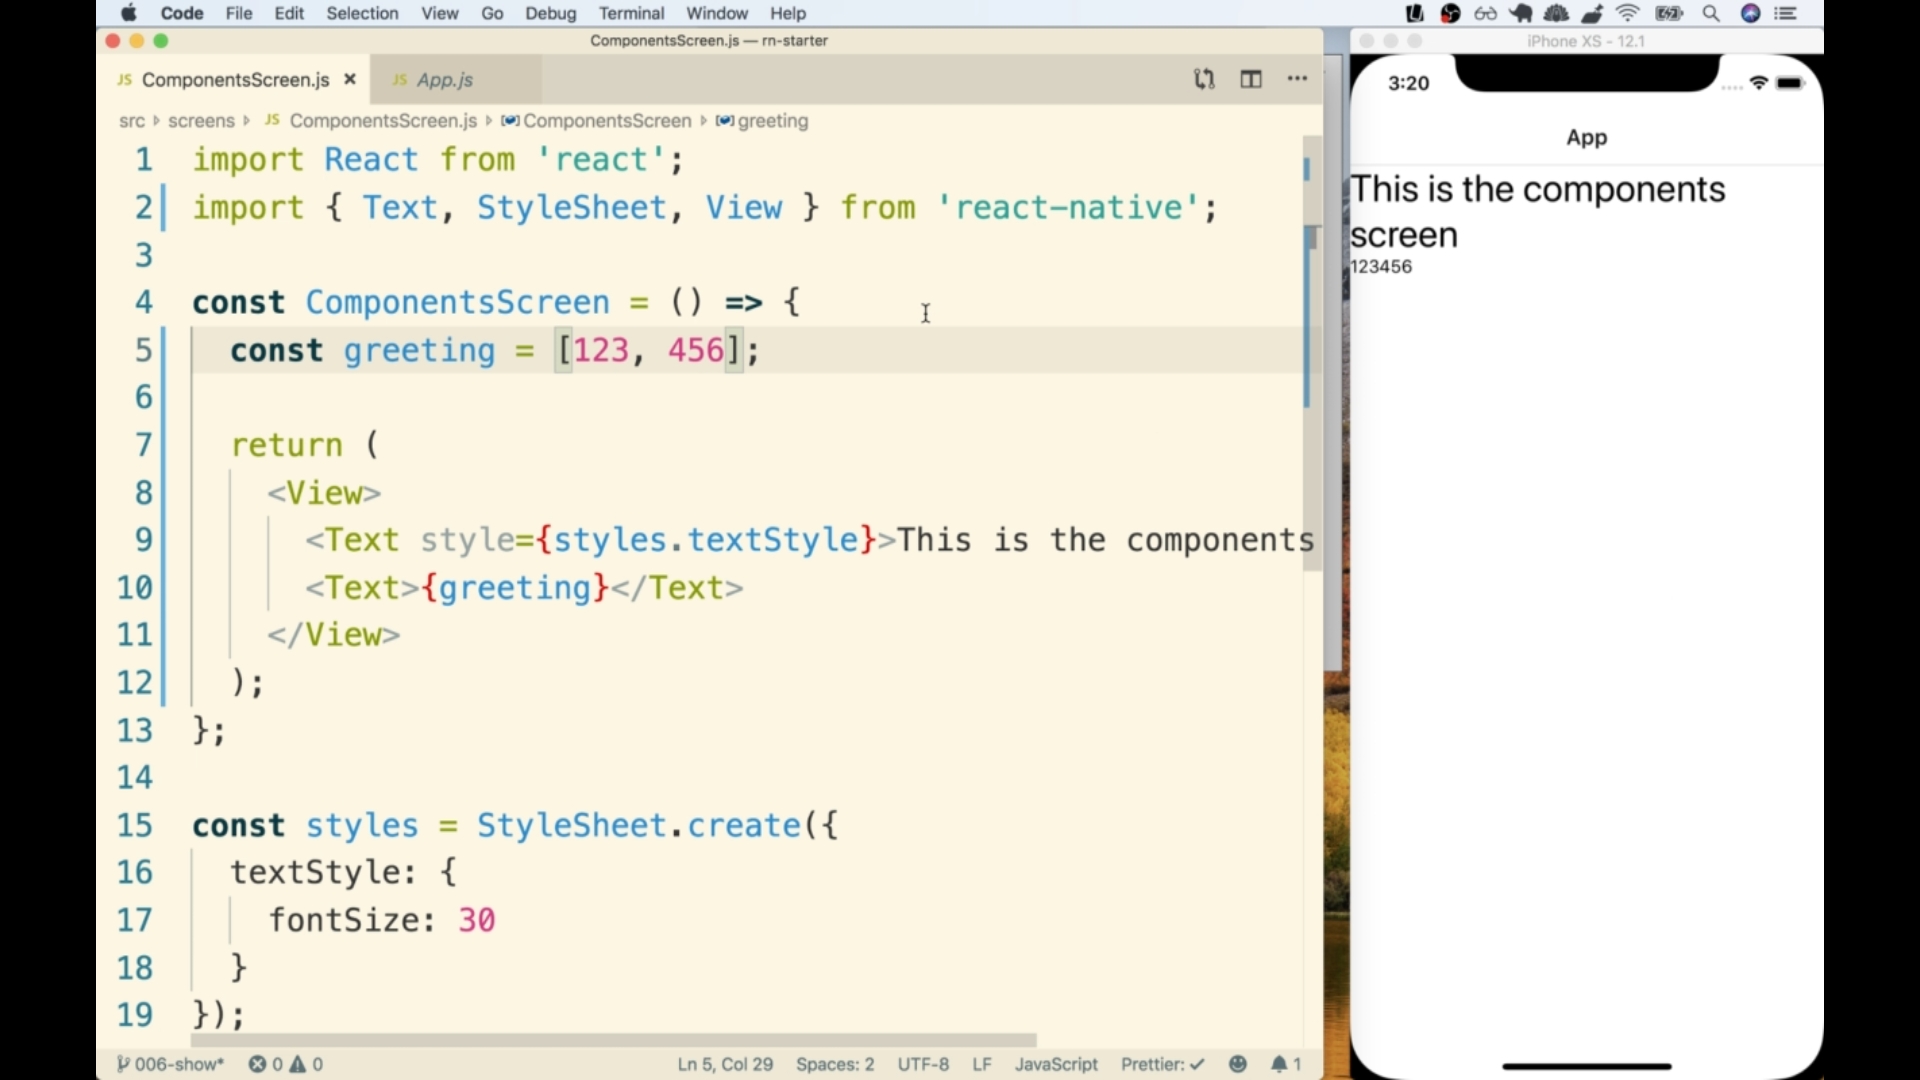 Code File Edit Selection View Go Debug Terminal Window Help
ComponentsScreen.js — rn-starter
iPhone XS - 12.1
JS ComponentsScreen.js × JS App.js
3:20
src screens JS ComponentsScreen.js ComponentsScreen greeting
App
1 import React from 'react';
2 import { Text, StyleSheet, View } from 'react-native';
3
4 const ComponentsScreen = () => {
5 const greeting = [123, 456];
6
7 return (
8 <View>
9 <Text style={styles.textStyle}>This is the components
10 <Text>{greeting}</Text>
11 </View>
12 );
13 };
14
15 const styles = StyleSheet.create({
16 textStyle: {
17 fontSize: 30
18 }
19 });
This is the components
screen
123456
006-show* 0 0 Ln 5, Col 29 Spaces: 2 UTF-8 LF JavaScript Prettier: ✓ 1